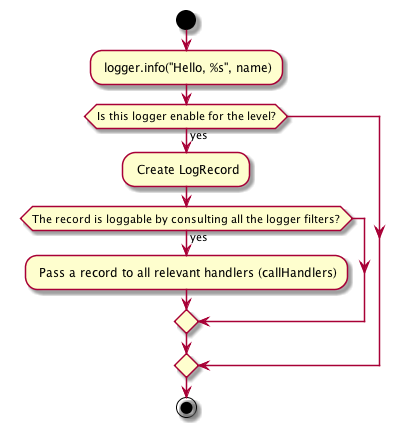 logger.info("Hello, %s", name)
Is this logger enable for the level?
yes
Create LogRecord
The record is loggable by consulting all the logger filters?
yes
Pass a record to all relevant handlers (callHandlers)